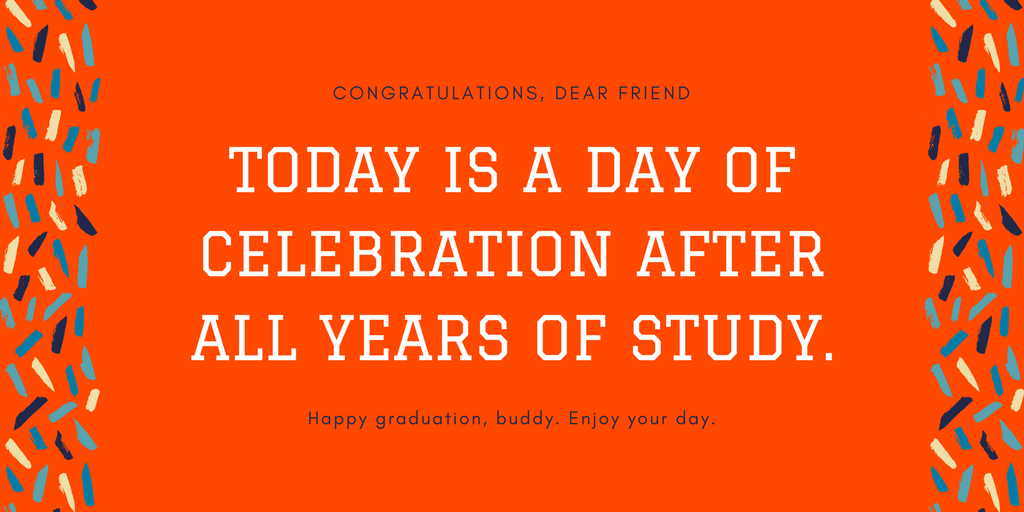 CONGRATULATIONS, DEAR FRIEND
TODAY IS A DAY OF
CELEBRATION AFTER
ALL YEARS OF STUDY.
Happy graduation, buddy. Enjoy your day.